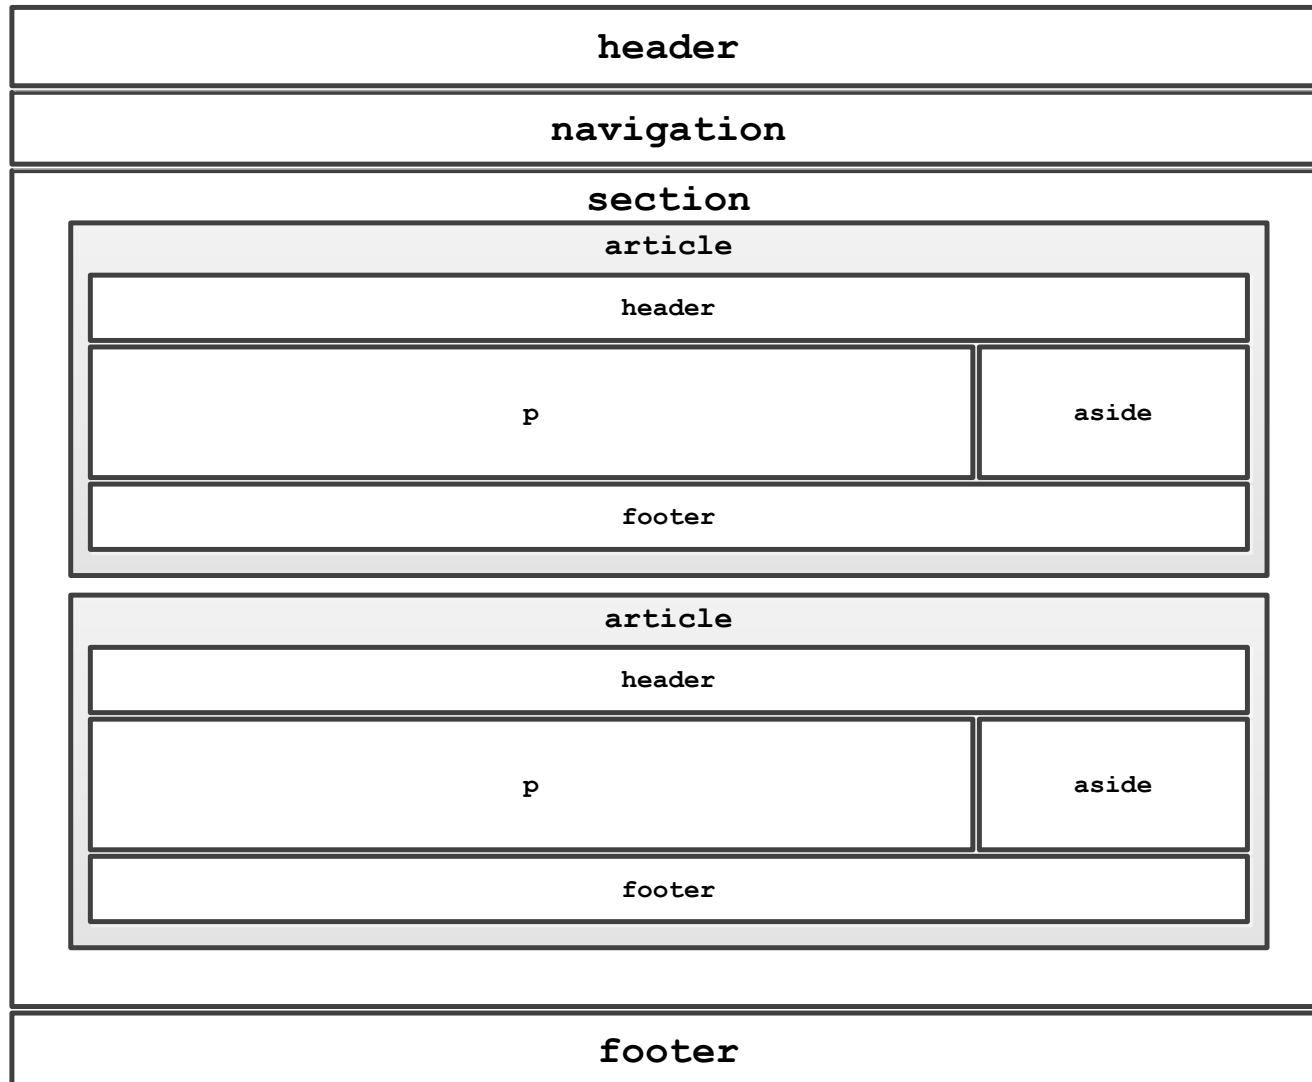 header
navigation
section
article
header
p
aside
footer
article
header
p
aside
footer
footer